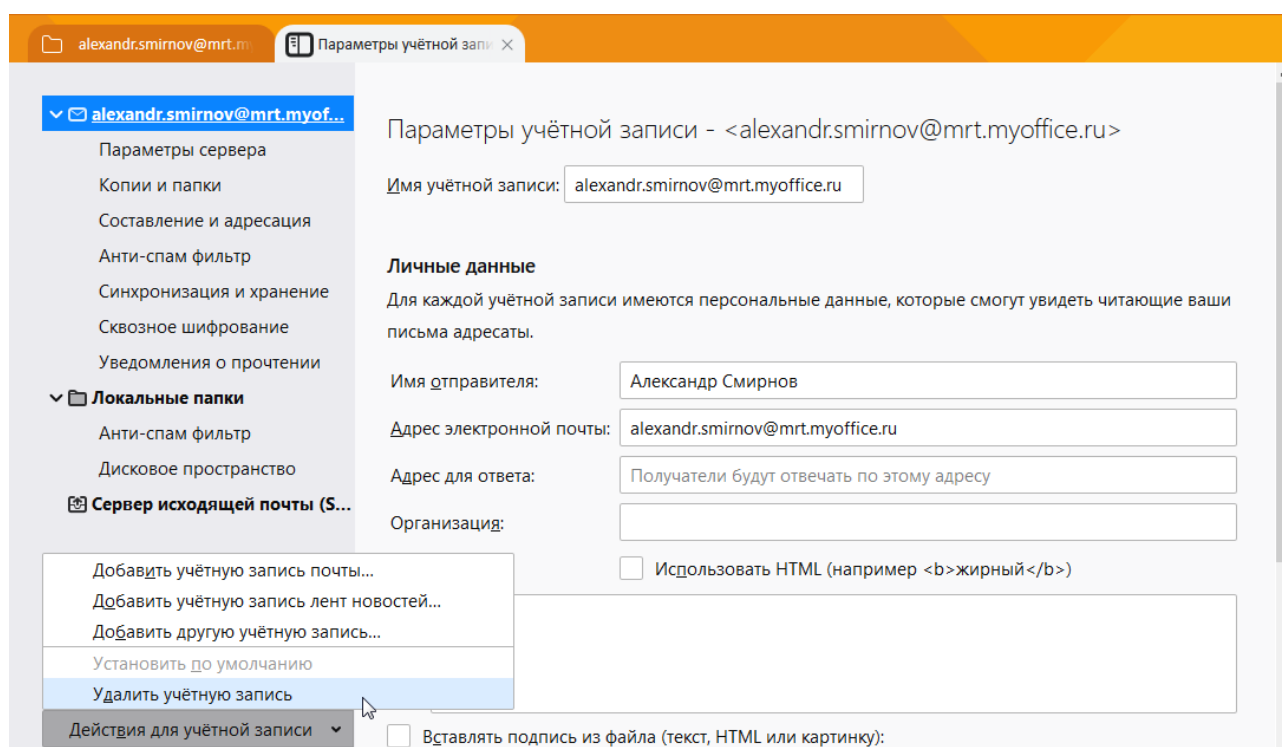 alexandr.smirnov@mrt.m
Параметры учётной запи
alexandr.smirnov@mrt.myof...
Параметры сервера
Копии и папки
Составление и адресация
Анти-спам фильтр
Синхронизация и хранение
Сквозное шифрование
Уведомления о прочтении
Локальные папки
Анти-спам фильтр
Дисковое пространство
Сервер исходящей почты (S...
Добавить учётную запись почты...
Добавить учётную запись лент новостей...
Добавить другую учётную запись...
Установить по умолчанию
Удалить учётную запись
Действия для учётной записи
Параметры учётной записи - <alexandr.smirnov@mrt.myoffice.ru>
Имя учётной записи: alexandr.smirnov@mrt.myoffice.ru
Личные данные
Для каждой учётной записи имеются персональные данные, которые смогут увидеть читающие ваши
письма адресаты.
Имя отправителя: Александр Смирнов
Адрес электронной почты: alexandr.smirnov@mrt.myoffice.ru
Адрес для ответа: Получатели будут отвечать по этому адресу
Организация:
Использовать HTML (например <b>жирный</b>)
Вставлять подпись из файла (текст, HTML или картинку):